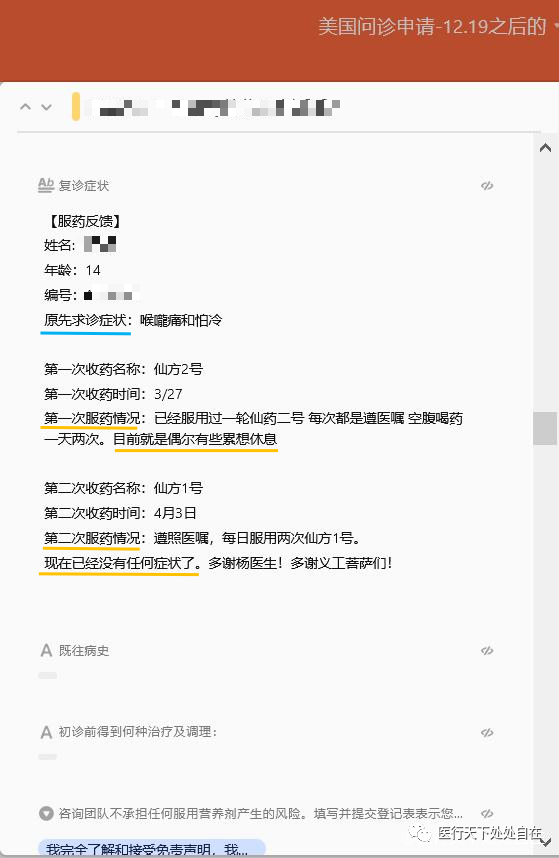 美国问诊申请-12.19之后的
复诊症状
【服药反馈】
姓名：
年龄：14
编号：
原先求诊症状：喉嚨痛和怕冷
第一次收药名称：仙方2号
第一次收药时间：3/27
第一次服药情况：已经服用过一轮仙药二号 每次都是遵医嘱 空腹喝药
一天两次。目前就是偶尔有些累想休息
第二次收药名称：仙方1号
第二次收药时间：4月3日
第二次服药情况：遵照医嘱，每日服用两次仙方1号。
现在已经没有任何症状了。多谢杨医生！多谢义工菩萨们！
既往病史
初诊前得到何种治疗及调理：
咨询团队不承担任何服用营养剂产生的风险。填写并提交登记表表示您...
医行天下处处自在
我完全了解和接受免责声明，我...